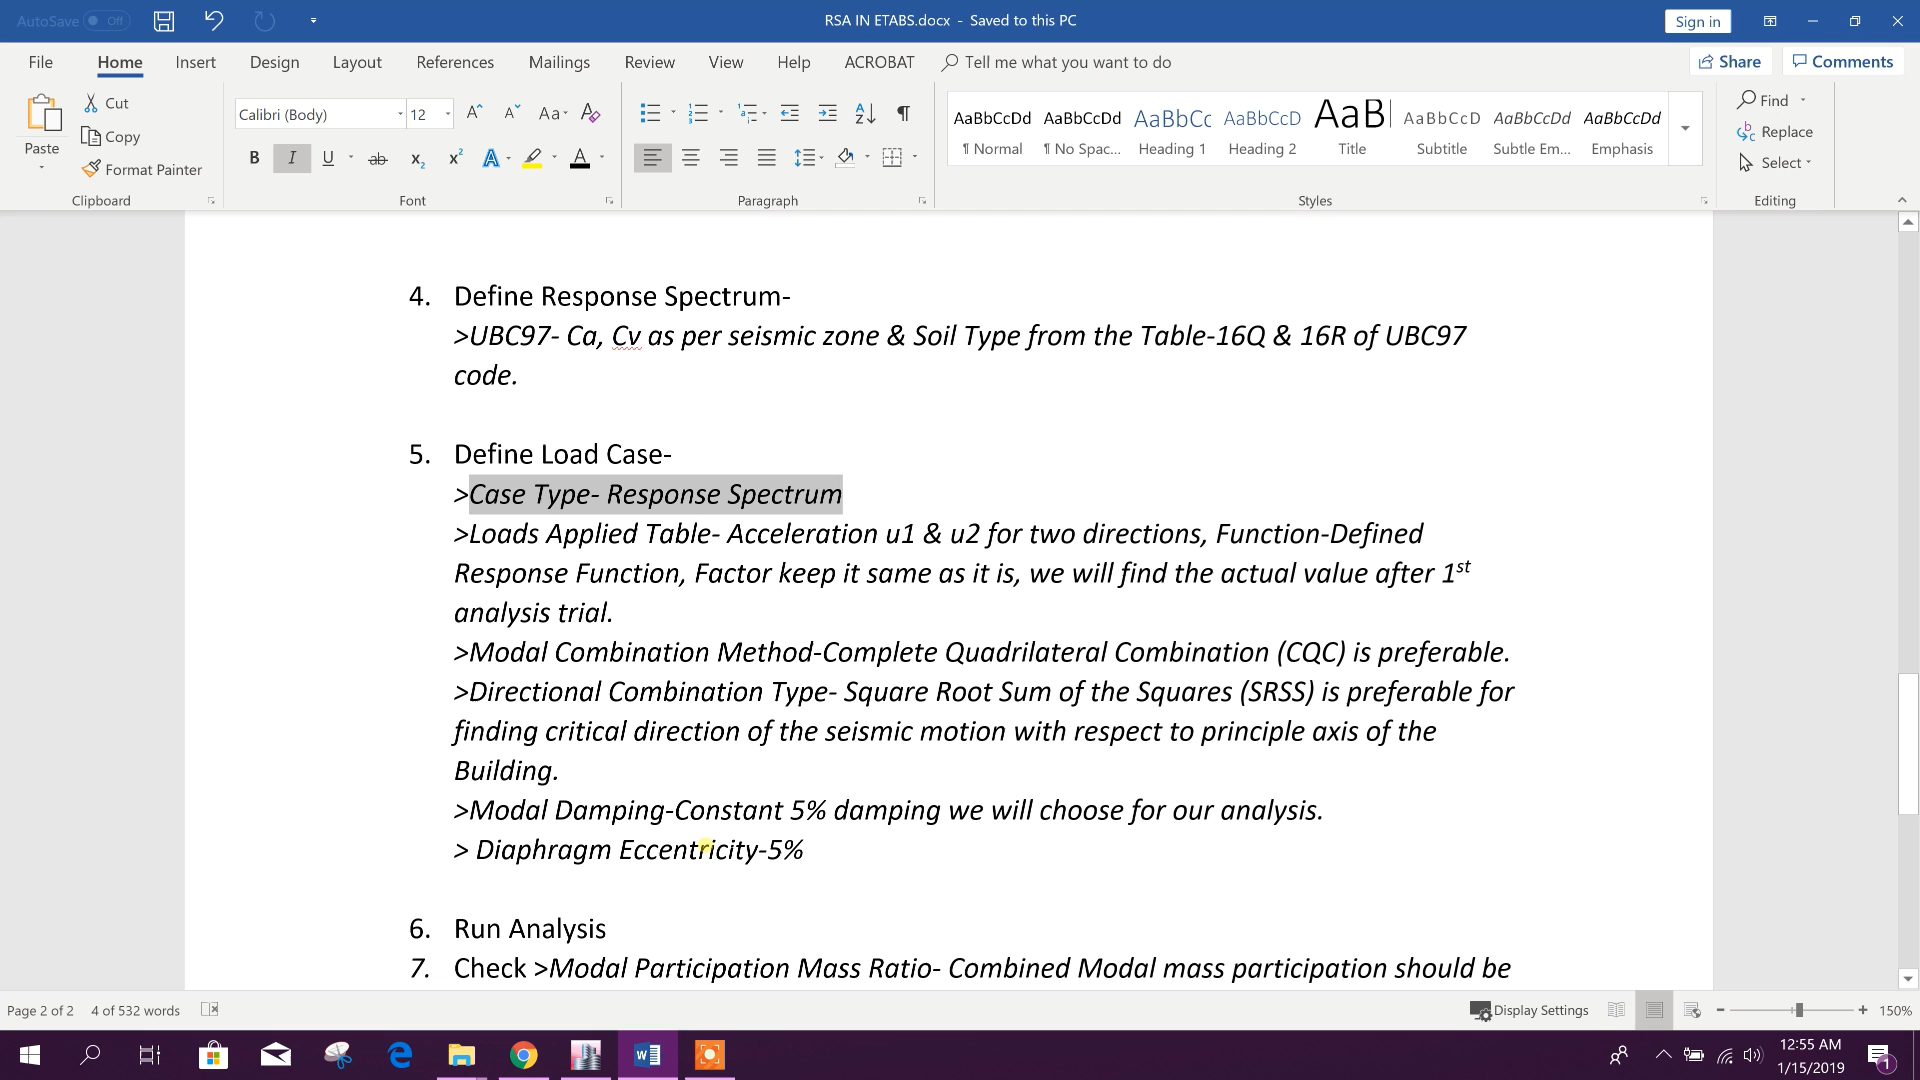 AutoSave Off
RSA IN ETABS.docx - Saved to this PC
Sign in
File Home Insert Design Layout References Mailings Review View Help ACROBAT Tell me what you want to do
Share Comments
Paste
Cut
Copy
Format Painter
Clipboard
Calibri (Body) 12
Font
Paragraph
AaBbCcDd AaBbCcDd AaBbCc AaBbCcD AaB AaBbCcD AaBbCcDd AaBbCcDd
¶ Normal ¶ No Spac... Heading 1 Heading 2 Title Subtitle Subtle Em... Emphasis
Styles
Find
Replace
Select
Editing
4. Define Response Spectrum-
>UBC97- Ca, Cv as per seismic zone & Soil Type from the Table-16Q & 16R of UBC97
code.
5. Define Load Case-
>Case Type- Response Spectrum
>Loads Applied Table- Acceleration u1 & u2 for two directions, Function-Defined
Response Function, Factor keep it same as it is, we will find the actual value after 1st
analysis trial.
>Modal Combination Method-Complete Quadrilateral Combination (CQC) is preferable.
>Directional Combination Type- Square Root Sum of the Squares (SRSS) is preferable for
finding critical direction of the seismic motion with respect to principle axis of the
Building.
>Modal Damping-Constant 5% damping we will choose for our analysis.
> Diaphragm Eccentricity-5%
6. Run Analysis
7. Check >Modal Participation Mass Ratio- Combined Modal mass participation should be
Page 2 of 2 4 of 532 words
Display Settings
150%
12:55 AM
1/15/2019
1